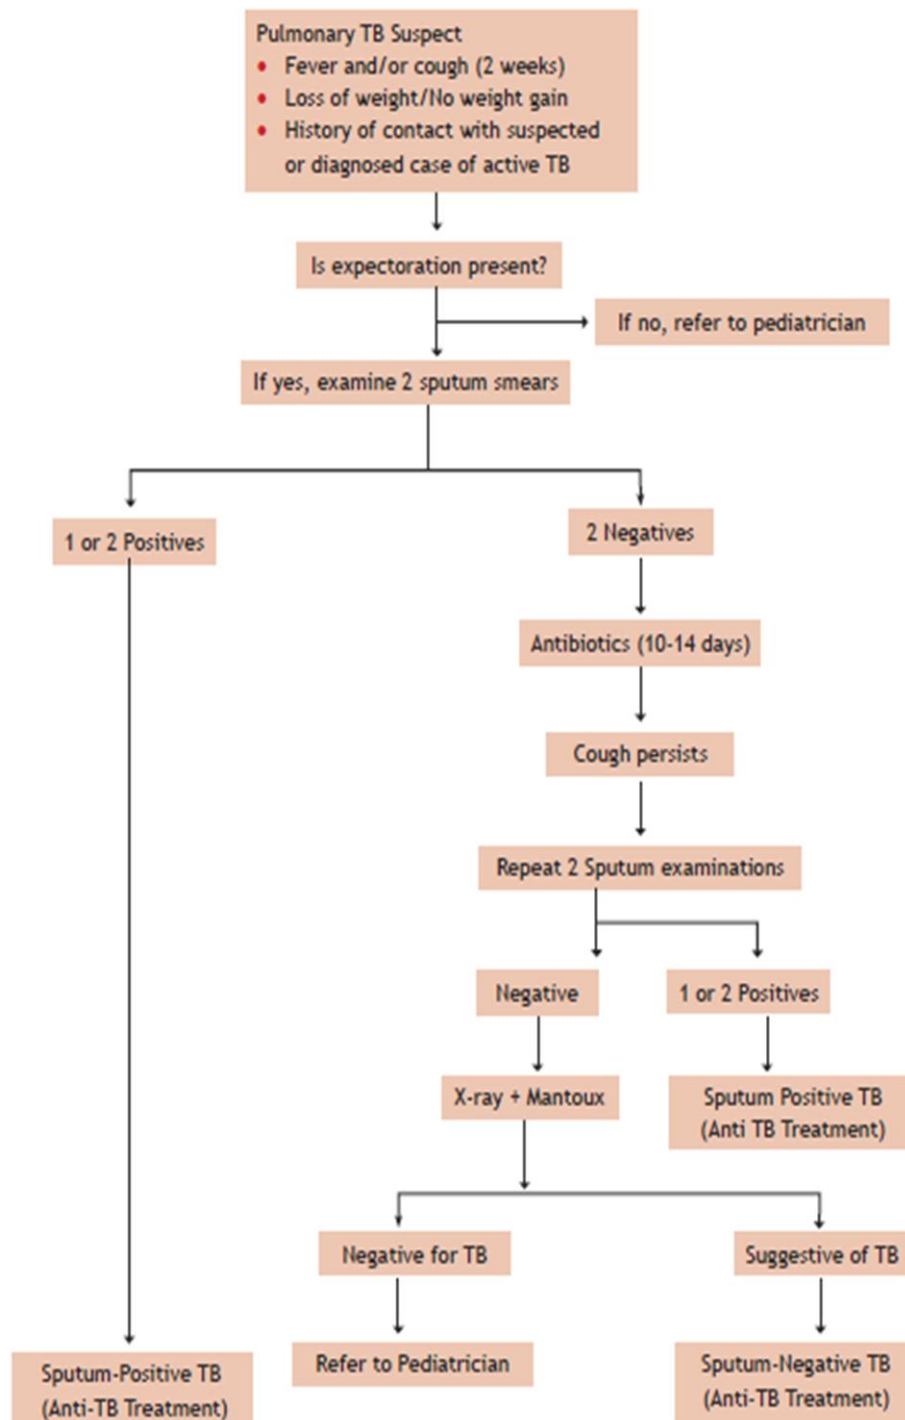 Pulmonary TB Suspect
• Fever and/or cough (2 weeks)
• Loss of weight/No weight gain
• History of contact with suspected
or diagnosed case of active TB
Is expectoration present?
If no, refer to pediatrician
If yes, examine 2 sputum smears
1 or 2 Positives
2 Negatives
Antibiotics (10-14 days)
Cough persists
Repeat 2 Sputum examinations
Negative
1 or 2 Positives
X-ray + Mantoux
Sputum Positive TB
(Anti TB Treatment)
Negative for TB
Suggestive of TB
Refer to Pediatrician
Sputum-Positive TB
(Anti-TB Treatment)
Sputum-Negative TB
(Anti-TB Treatment)